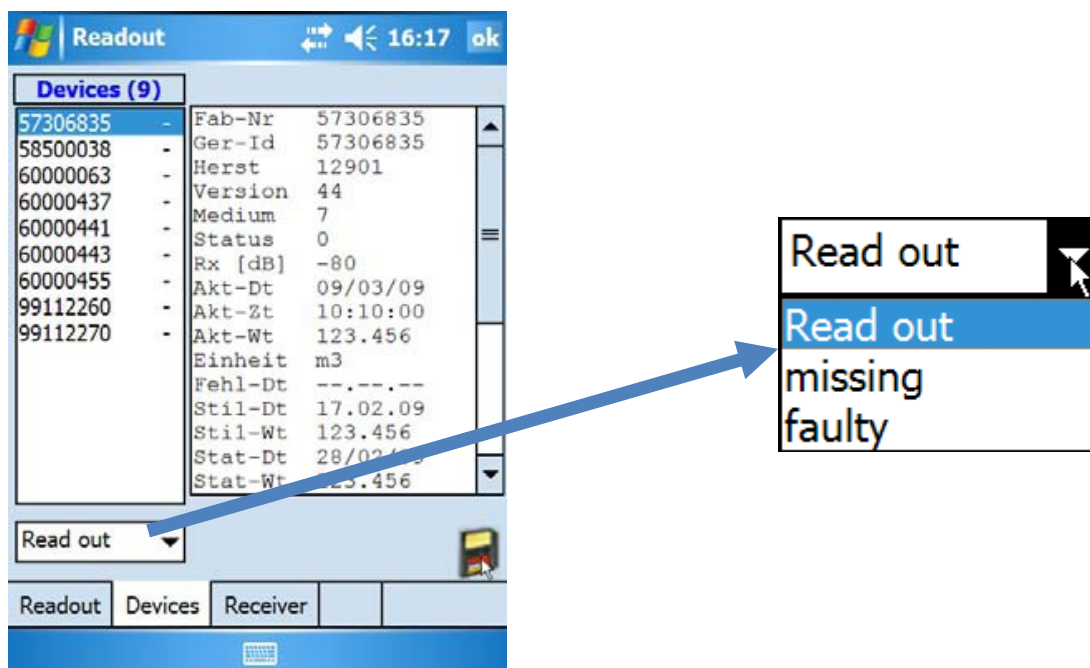 Readout 16:17 ok
Devices (9)
57306835 -
58500038 -
60000063 -
60000437 -
60000441 -
60000443 -
60000455 -
99112260 -
99112270 -
Fab-Nr 57306835
Ger-Id 57306835
Herst 12901
Version 44
Medium 7
Status 0
Rx [dB] -80
Akt-Dt 09/03/09
Akt-Zt 10:10:00
Akt-Wt 123.456
Einheit m3
Fehl-Dt --.--.--
Stil-Dt 17.02.09
Stil-Wt 123.456
Stat-Dt
Stat-Wt
Read out
Readout Devices Receiver
Read out
Read out
missing
faulty